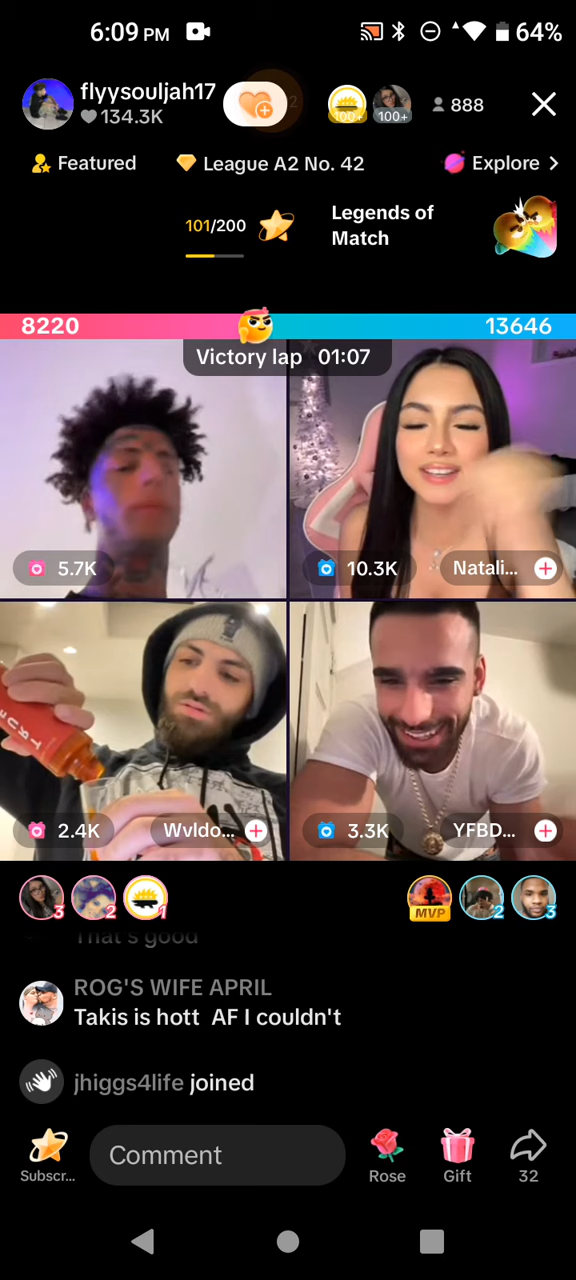 6:09 PM 64%
flyysouljah17
134.3K
100+ 100+ 888
Featured League A2 No. 42 Explore
101/200 Legends of
Match
8220 13646
Victory lap 01:07
5.7K 10.3K Natali...
2.4K Wvldo... 3.3K YFBD...
3 2 1 MVP 2 3
That's good
ROG'S WIFE APRIL
Takis is hott AF I couldn't
jhiggs4life joined
Comment
Subscr... Rose Gift 32